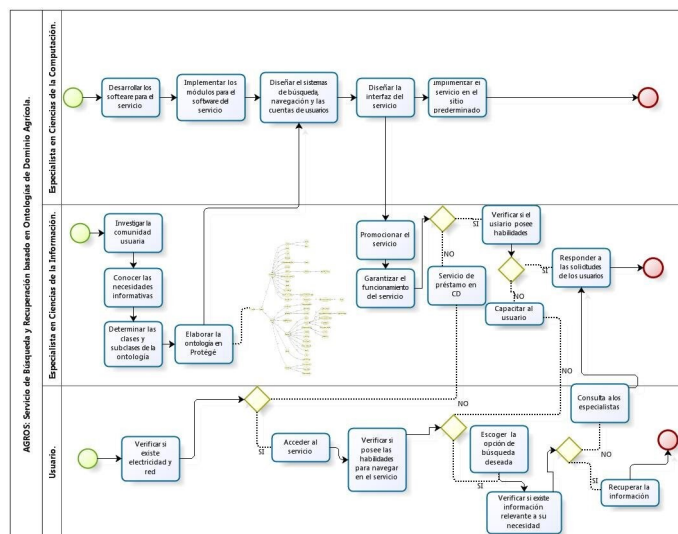 AGROS: Servicio de Búsqueda y Recuperación basado en Ontologías de Dominio Agrícola.
Especialista en Ciencias de la Computación.
Desarrollar los
softeare para el
servicio
Implementar los
módulos para el
software del
servicio
Diseñar el sistemas
de búsqueda,
navegación y las
cuentas de usuarios
Diseñar la
interfaz del
servicio
Implimentar el
servicio en el
sitio
predeterminado
Especialista en Ciencias de la Información.
Investigar la
comunidad
usuaria
Conocer las
necesidades
informativas
Determinar las
clases y
subclases de la
ontología
Elaborar la
ontología en
Protégé
Promocionar el
servicio
Garantizar el
funcionamiento
del servicio
SI
NO
Verificar si el
usuario posee
habilidades
Servicio de
préstamo en
CD
SI
NO
Capacitar al
usuario
Responder a
las solicitudes
de los usuarios
Usuario.
Verificar si
existe
electricidad y
red
NO
SI
Acceder al
servicio
Verificar si
posee las
habilidades
para navegar
en el servicio
NO
SI
Escoger la
opción de
búsqueda
deseada
Verificar si existe
información
relevante a su
necesidad
NO
SI
Consulta a los
especialistas
Recuperar la
información